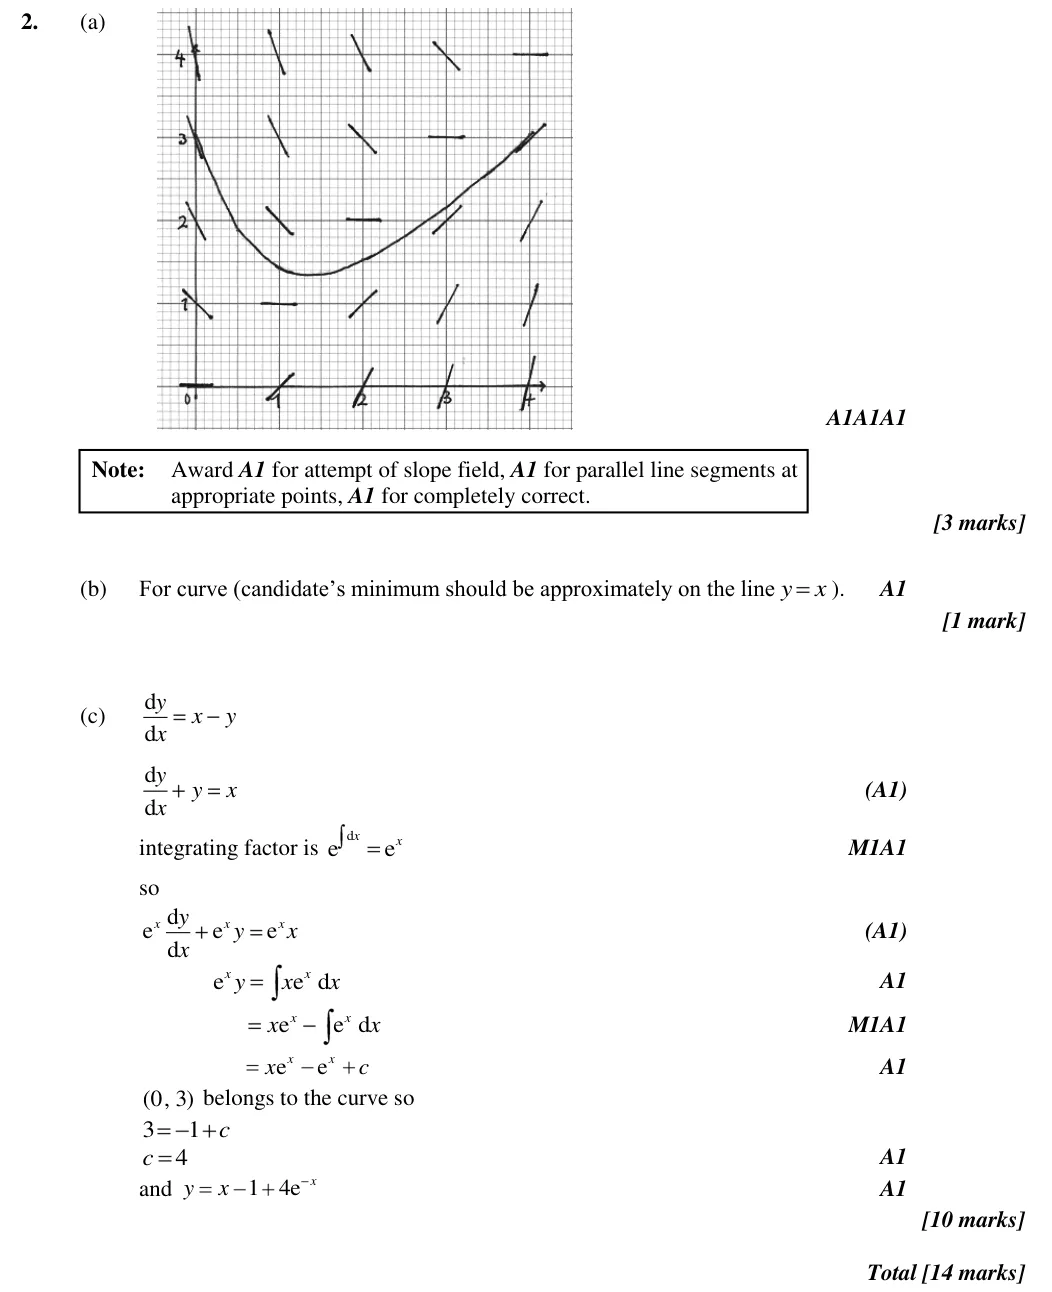 2. (a)
4
3
2
1
0 1 2 3 4
A1A1A1
Note: Award A1 for attempt of slope field, A1 for parallel line segments at
appropriate points, A1 for completely correct.
[3 marks]
(b) For curve (candidate's minimum should be approximately on the line y = x ). A1
[1 mark]
(c) dy/dx = x − y
dy/dx + y = x (A1)
integrating factor is e^∫dx = e^x M1A1
so
e^x dy/dx + e^x y = e^x x (A1)
e^x y = ∫xe^x dx A1
= xe^x − ∫e^x dx M1A1
= xe^x − e^x + c A1
(0, 3) belongs to the curve so
3 = −1 + c
c = 4 A1
and y = x − 1 + 4e^−x A1
[10 marks]
Total [14 marks]